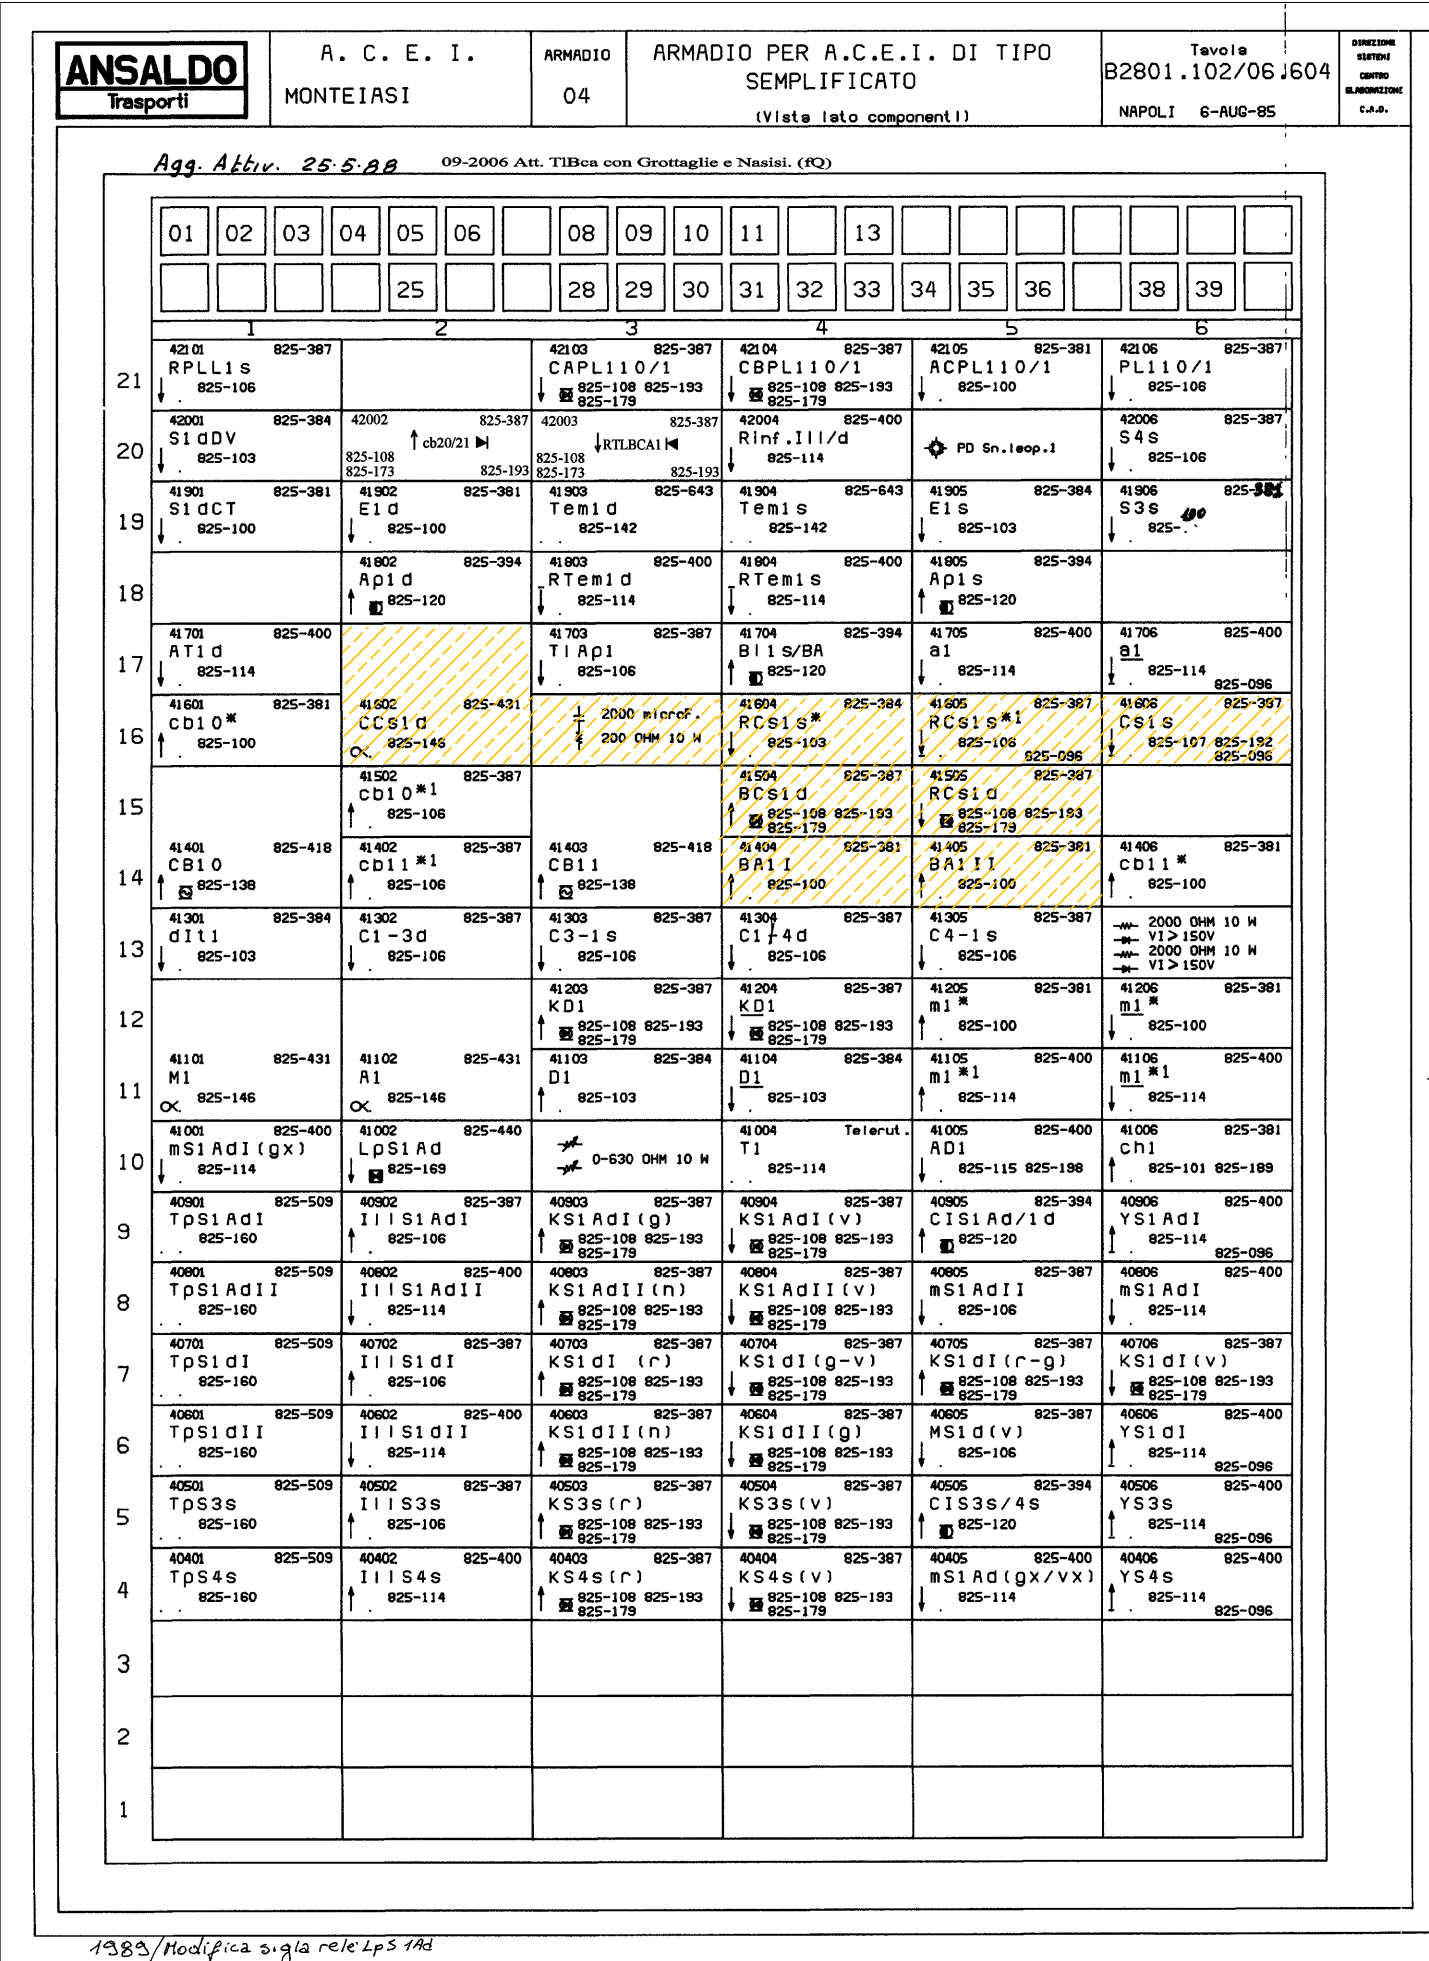 ANSALDO
Trasporti
A. C. E. I.
MONTEIASI
ARMADIO
04
ARMADIO PER A.C.E.I. DI TIPO
SEMPLIFICATO
(Vista lato componenti)
Tavola
B2801.102/06.604
NAPOLI 6-AUG-85
DIREZIONE
SISTEMI
CENTRO
ELABORAZIONE
C.A.D.
Agg. Attiv. 25.5.88
09-2006 Att. TlBca con Grottaglie e Nasisi. (fQ)
01 02 03 04 05 06 08 09 10 11 13
25 28 29 30 31 32 33 34 35 36 38 39
1 2 3 4 5 6
21
42101 825-387
RPLL1s
825-106
42103 825-387
CAPL110/1
825-108 825-193
825-179
42104 825-387
CBPL110/1
825-108 825-193
825-179
42105 825-381
ACPL110/1
825-100
42106 825-387
PL110/1
825-106
20
42001 825-384
S1dDV
825-103
42002 825-387
cb20/21
825-108
825-173 825-193
42003 825-387
RTLBCA1
825-108
825-173 825-193
42004 825-400
Rinf.III/d
825-114
PD Sn.leop.1
42006 825-387
S4s
825-106
19
41901 825-381
S1dCT
825-100
41902 825-381
E1d
825-100
41903 825-643
Tem1d
825-142
41904 825-643
Tem1s
825-142
41905 825-384
E1s
825-103
41906 825-381
S3s
825-100
18
41802 825-394
Ap1d
825-120
41803 825-400
RTem1d
825-114
41804 825-400
RTem1s
825-114
41805 825-394
Ap1s
825-120
17
41701 825-400
AT1d
825-114
41703 825-387
TIAp1
825-106
41704 825-394
BI1s/BA
825-120
41705 825-400
a1
825-114
41706 825-400
a1
825-114
825-096
16
41601 825-381
cb10*
825-100
41602 825-431
CCs1d
825-146
2000 microF.
200 OHM 10 W
41604 825-384
RCs1s*
825-103
41605 825-387
RCs1s*1
825-106
825-096
41606 825-387
Cs1s
825-107 825-192
825-096
15
41502 825-387
cb10*1
825-106
41504 825-387
BCs1d
825-108 825-193
825-179
41505 825-387
RCs1d
825-108 825-193
825-179
14
41401 825-418
CB10
825-138
41402 825-387
cb11*1
825-106
41403 825-418
CB11
825-138
41404 825-381
BA1I
825-100
41405 825-381
BA1II
825-100
41406 825-381
cb11*
825-100
13
41301 825-384
dIt1
825-103
41302 825-387
C1-3d
825-106
41303 825-387
C3-1s
825-106
41304 825-387
C1-4d
825-106
41305 825-387
C4-1s
825-106
2000 OHM 10 W
VI>150V
2000 OHM 10 W
VI>150V
12
41203 825-387
KD1
825-108 825-193
825-179
41204 825-387
KD1
825-108 825-193
825-179
41205 825-381
m1*
825-100
41206 825-381
m1*
825-100
11
41101 825-431
M1
825-146
41102 825-431
A1
825-146
41103 825-384
D1
825-103
41104 825-384
D1
825-103
41105 825-400
m1*1
825-114
41106 825-400
m1*1
825-114
10
41001 825-400
mS1AdI(gx)
825-114
41002 825-440
LpS1Ad
825-169
0-630 OHM 10 W
41004 Telerut.
T1
825-114
41005 825-400
AD1
825-115 825-198
41006 825-381
ch1
825-101 825-189
9
40901 825-509
TpS1AdI
825-160
40902 825-387
IIIS1AdI
825-106
40903 825-387
KS1AdI(g)
825-108 825-193
825-179
40904 825-387
KS1AdI(v)
825-108 825-193
825-179
40905 825-394
CIS1Ad/1d
825-120
40906 825-400
YS1AdI
825-114
825-096
8
40801 825-509
TpS1AdII
825-160
40802 825-400
IIIS1AdII
825-114
40803 825-387
KS1AdII(n)
825-108 825-193
825-179
40804 825-387
KS1AdII(v)
825-108 825-193
825-179
40805 825-387
mS1AdII
825-106
40806 825-400
mS1AdI
825-114
7
40701 825-509
TpS1dI
825-160
40702 825-387
IIIS1dI
825-106
40703 825-387
KS1dI (r)
825-108 825-193
825-179
40704 825-387
KS1dI(g-v)
825-108 825-193
825-179
40705 825-387
KS1dI(r-g)
825-108 825-193
825-179
40706 825-387
KS1dI(v)
825-108 825-193
825-179
6
40601 825-509
TpS1dII
825-160
40602 825-400
IIIS1dII
825-114
40603 825-387
KS1dII(n)
825-108 825-193
825-179
40604 825-387
KS1dII(g)
825-108 825-193
825-179
40605 825-387
MS1d(v)
825-106
40606 825-400
YS1dI
825-114
825-096
5
40501 825-509
TpS3s
825-160
40502 825-387
IIIS3s
825-106
40503 825-387
KS3s(r)
825-108 825-193
825-179
40504 825-387
KS3s(v)
825-108 825-193
825-179
40505 825-394
CIS3s/4s
825-120
40506 825-400
YS3s
825-114
825-096
4
40401 825-509
TpS4s
825-160
40402 825-400
IIIS4s
825-114
40403 825-387
KS4s(r)
825-108 825-193
825-179
40404 825-387
KS4s(v)
825-108 825-193
825-179
40405 825-400
mS1Ad(gx/vx)
825-114
40406 825-400
YS4s
825-114
825-096
3
2
1
1989/Modifica sigla relè LpS 1Ad